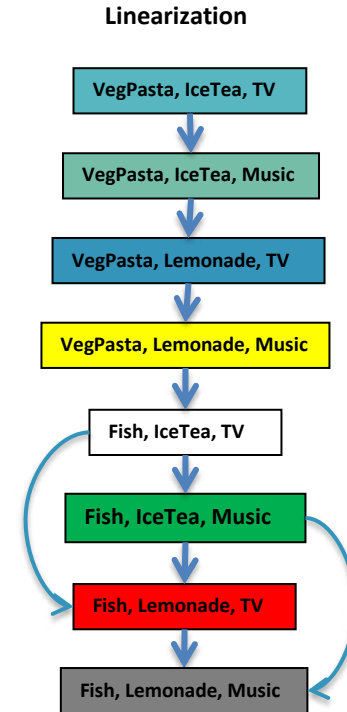 Linearization
VegPasta, IceTea, TV
VegPasta, IceTea, Music
VegPasta, Lemonade, TV
VegPasta, Lemonade, Music
Fish, IceTea, TV
Fish, IceTea, Music
Fish, Lemonade, TV
Fish, Lemonade, Music